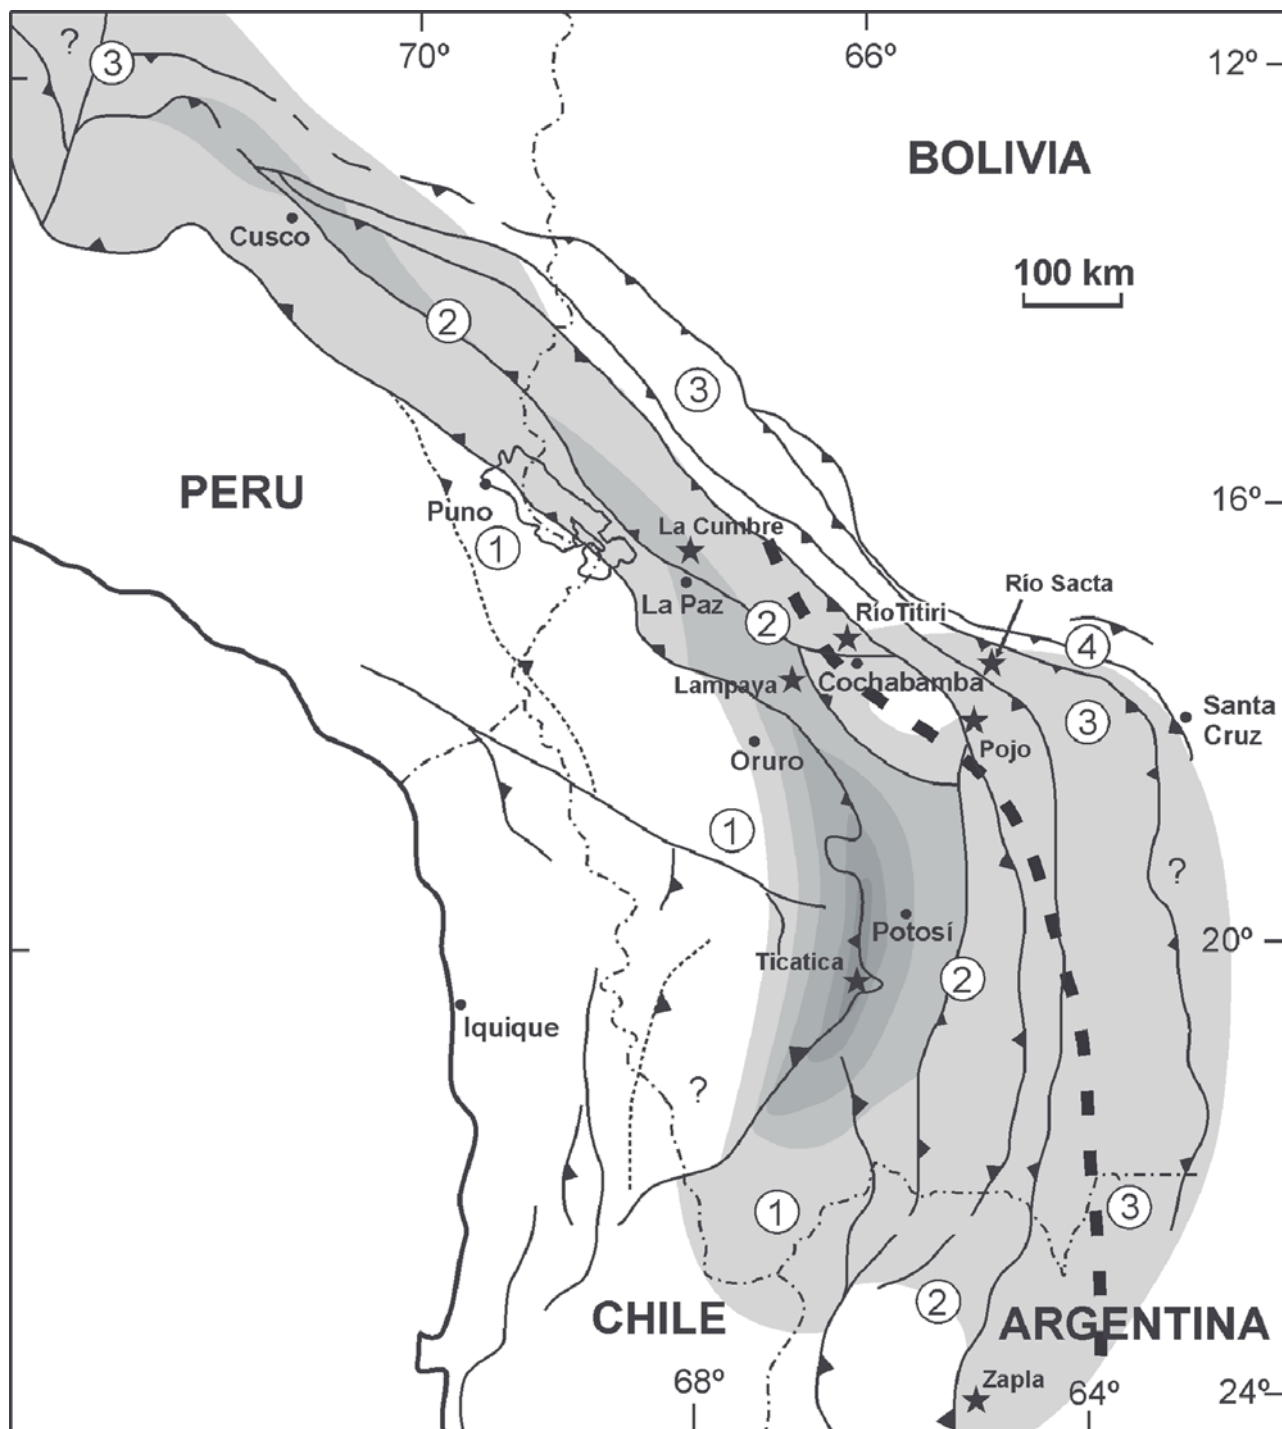 ?
3
70º
66º
12º
BOLIVIA
Cusco
100 km
2
3
PERU
16º
Puno
1
La Cumbre
La Paz
Río Sacta
2
Río Titiri
4
Lampaya
Cochabamba
3
Santa
Cruz
Oruro
Pojo
1
?
Potosí
20º
Ticatica
2
Iquique
?
1
3
2
CHILE
ARGENTINA
68º
Zapla
64º
24º